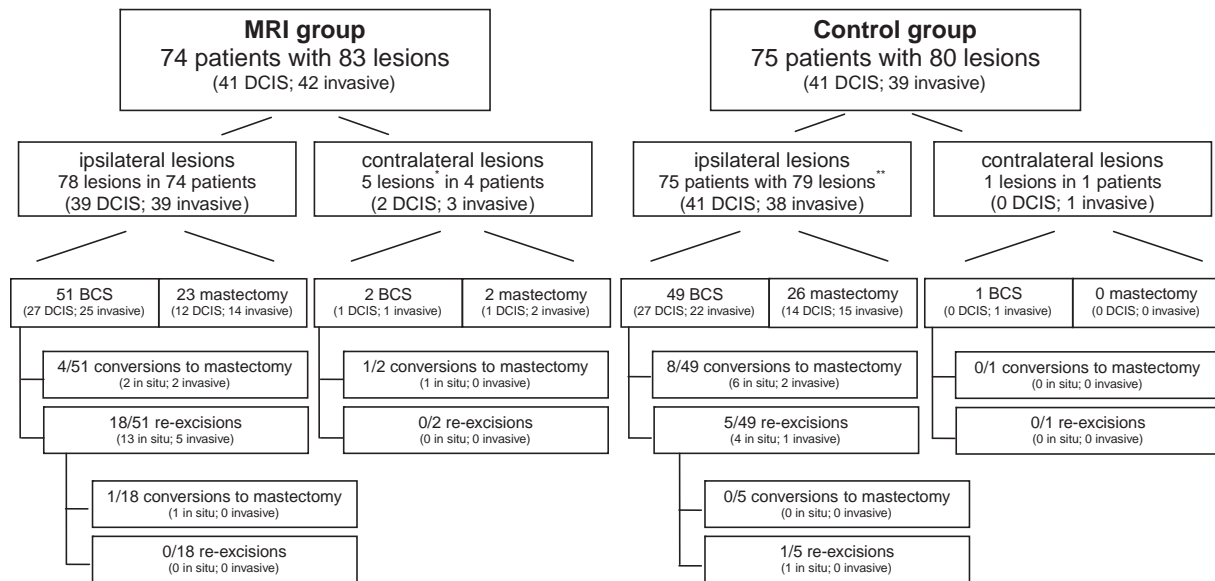 MRI group
74 patients with 83 lesions
(41 DCIS; 42 invasive)
ipsilateral lesions
78 lesions in 74 patients
(39 DCIS; 39 invasive)
contralateral lesions
5 lesions* in 4 patients
(2 DCIS; 3 invasive)
51 BCS
(27 DCIS; 25 invasive)
23 mastectomy
(12 DCIS; 14 invasive)
2 BCS
(1 DCIS; 1 invasive)
2 mastectomy
(1 DCIS; 2 invasive)
4/51 conversions to mastectomy
(2 in situ; 2 invasive)
18/51 re-excisions
(13 in situ; 5 invasive)
1/18 conversions to mastectomy
(1 in situ; 0 invasive)
0/18 re-excisions
(0 in situ; 0 invasive)
1/2 conversions to mastectomy
(1 in situ; 0 invasive)
0/2 re-excisions
(0 in situ; 0 invasive)
Control group
75 patients with 80 lesions
(41 DCIS; 39 invasive)
ipsilateral lesions
75 patients with 79 lesions**
(41 DCIS; 38 invasive)
contralateral lesions
1 lesions in 1 patients
(0 DCIS; 1 invasive)
49 BCS
(27 DCIS; 22 invasive)
26 mastectomy
(14 DCIS; 15 invasive)
1 BCS
(0 DCIS; 1 invasive)
0 mastectomy
(0 DCIS; 0 invasive)
8/49 conversions to mastectomy
(6 in situ; 2 invasive)
5/49 re-excisions
(4 in situ; 1 invasive)
0/5 conversions to mastectomy
(0 in situ; 0 invasive)
1/5 re-excisions
(1 in situ; 0 invasive)
0/1 conversions to mastectomy
(0 in situ; 0 invasive)
0/1 re-excisions
(0 in situ; 0 invasive)